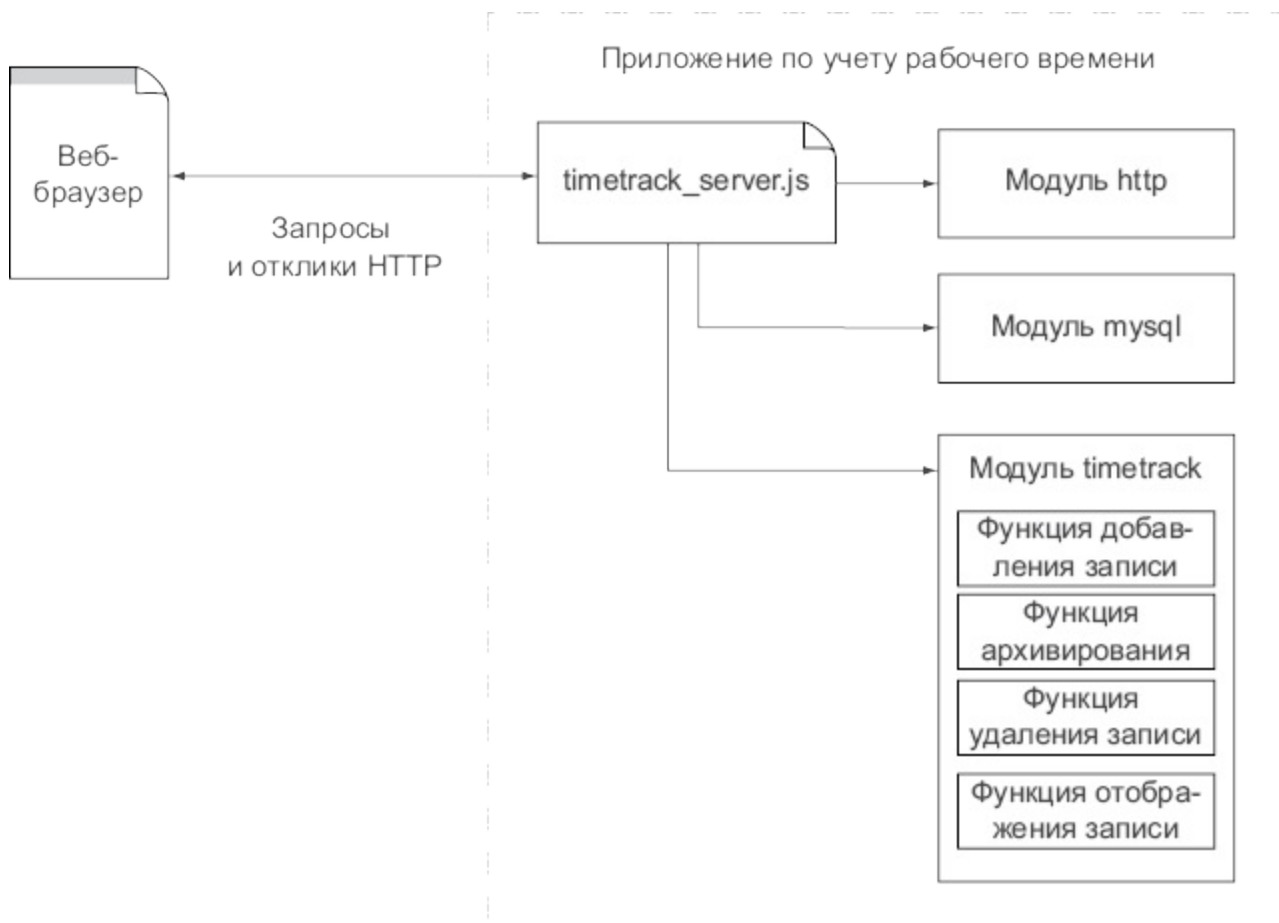 Приложение по учету рабочего времени
Веб-
браузер
Запросы
и отклики HTTP
timetrack_server.js
Модуль http
Модуль mysql
Модуль timetrack
Функция добав-
ления записи
Функция
архивирования
Функция
удаления записи
Функция отобра-
жения записи